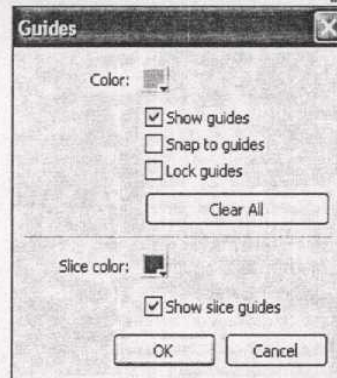 Guides
Color:
Show guides
Snap to guides
Lock guides
Clear All
Slice color:
Show slice guides
OK
Cancel